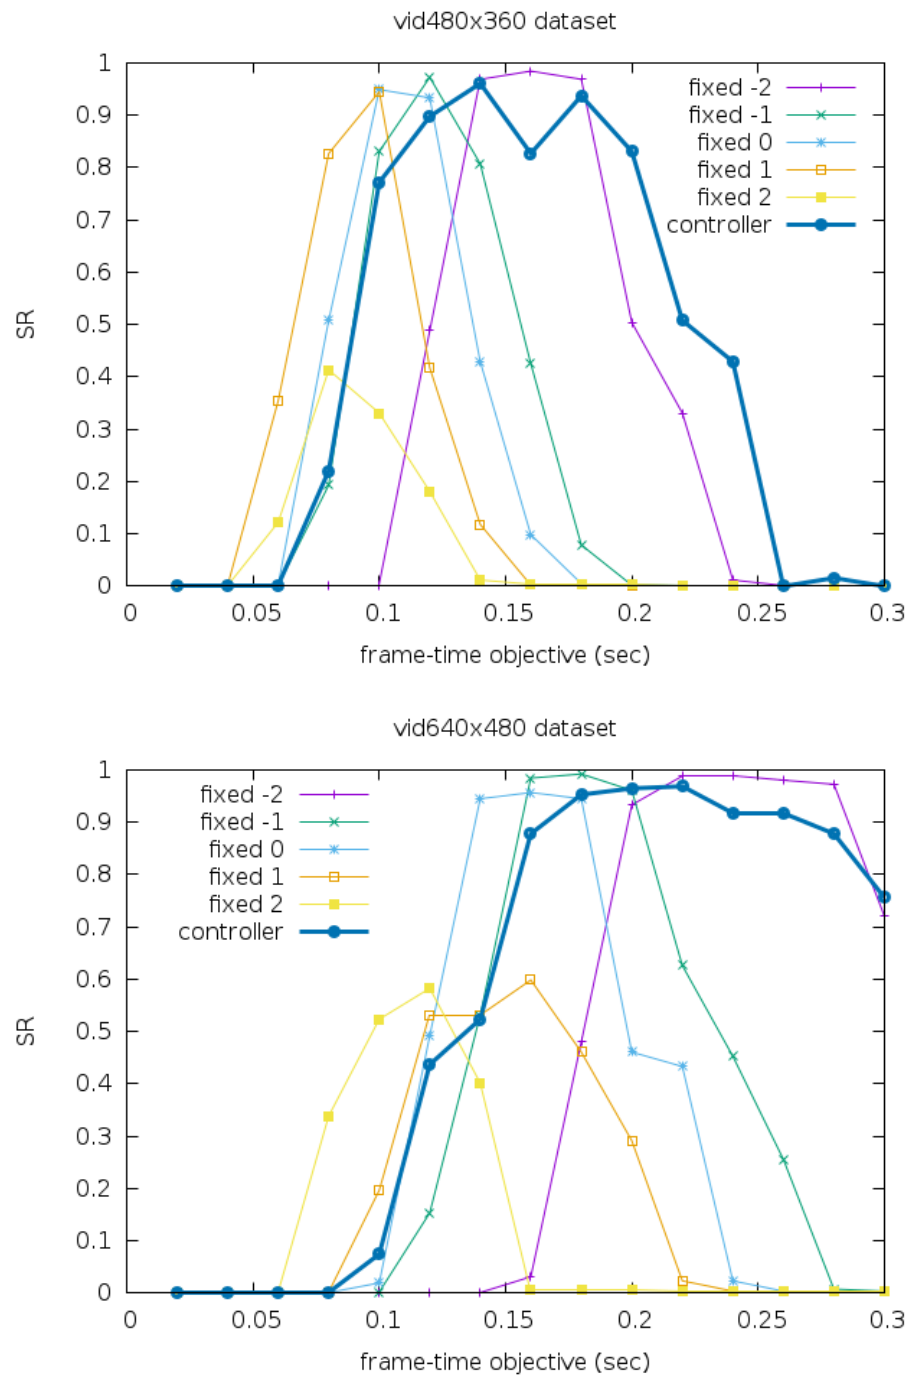 vid480x360 dataset
1
0.9
0.8
0.7
0.6
0.5
0.4
0.3
0.2
0.1
0
SR
fixed -2
fixed -1
fixed 0
fixed 1
fixed 2
controller
0 0.05 0.1 0.15 0.2 0.25 0.3
frame-time objective (sec)
vid640x480 dataset
1
0.9
0.8
0.7
0.6
0.5
0.4
0.3
0.2
0.1
0
SR
fixed -2
fixed -1
fixed 0
fixed 1
fixed 2
controller
0 0.05 0.1 0.15 0.2 0.25 0.3
frame-time objective (sec)